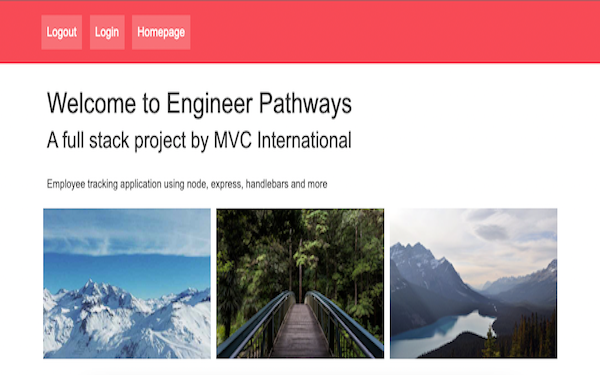 Logout
Login
Homepage
Welcome to Engineer Pathways
A full stack project by MVC International
Employee tracking application using node, express, handlebars and more